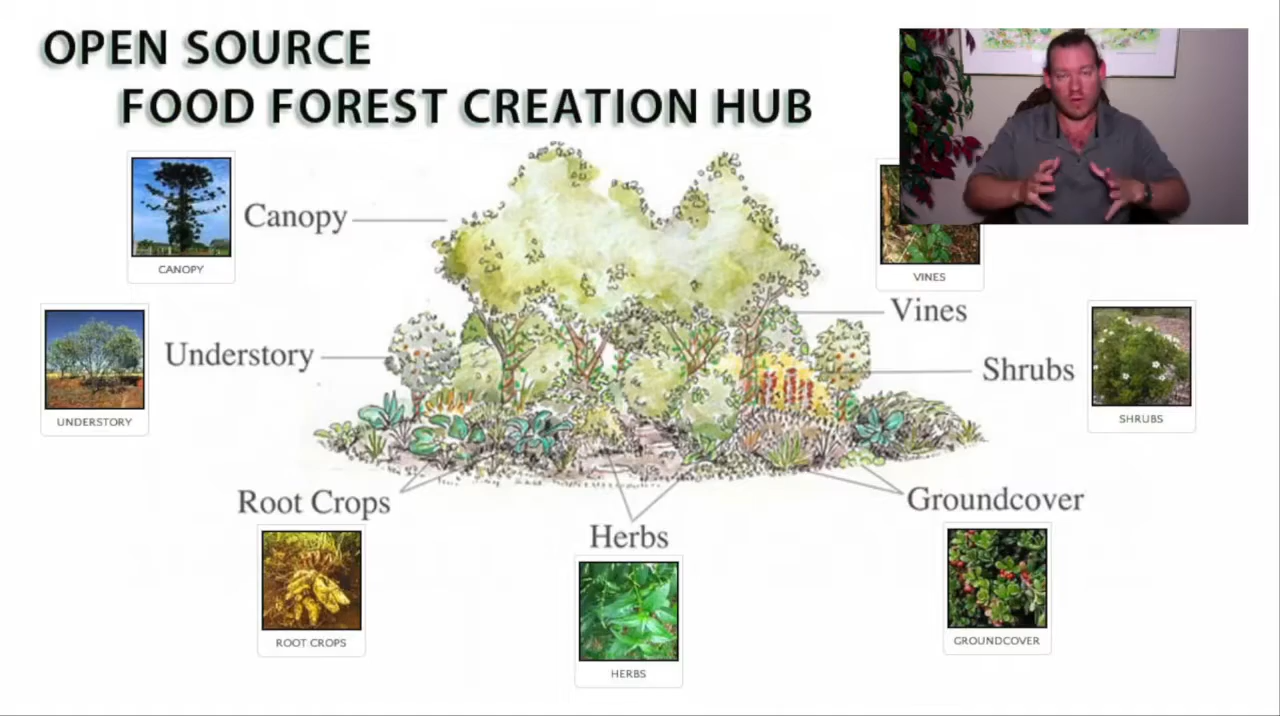 OPEN SOURCE
FOOD FOREST CREATION HUB
CANOPY
Canopy
VINES
Vines
UNDERSTORY
Understory
Shrubs
SHRUBS
Root Crops
ROOT CROPS
Herbs
HERBS
Groundcover
GROUNDCOVER